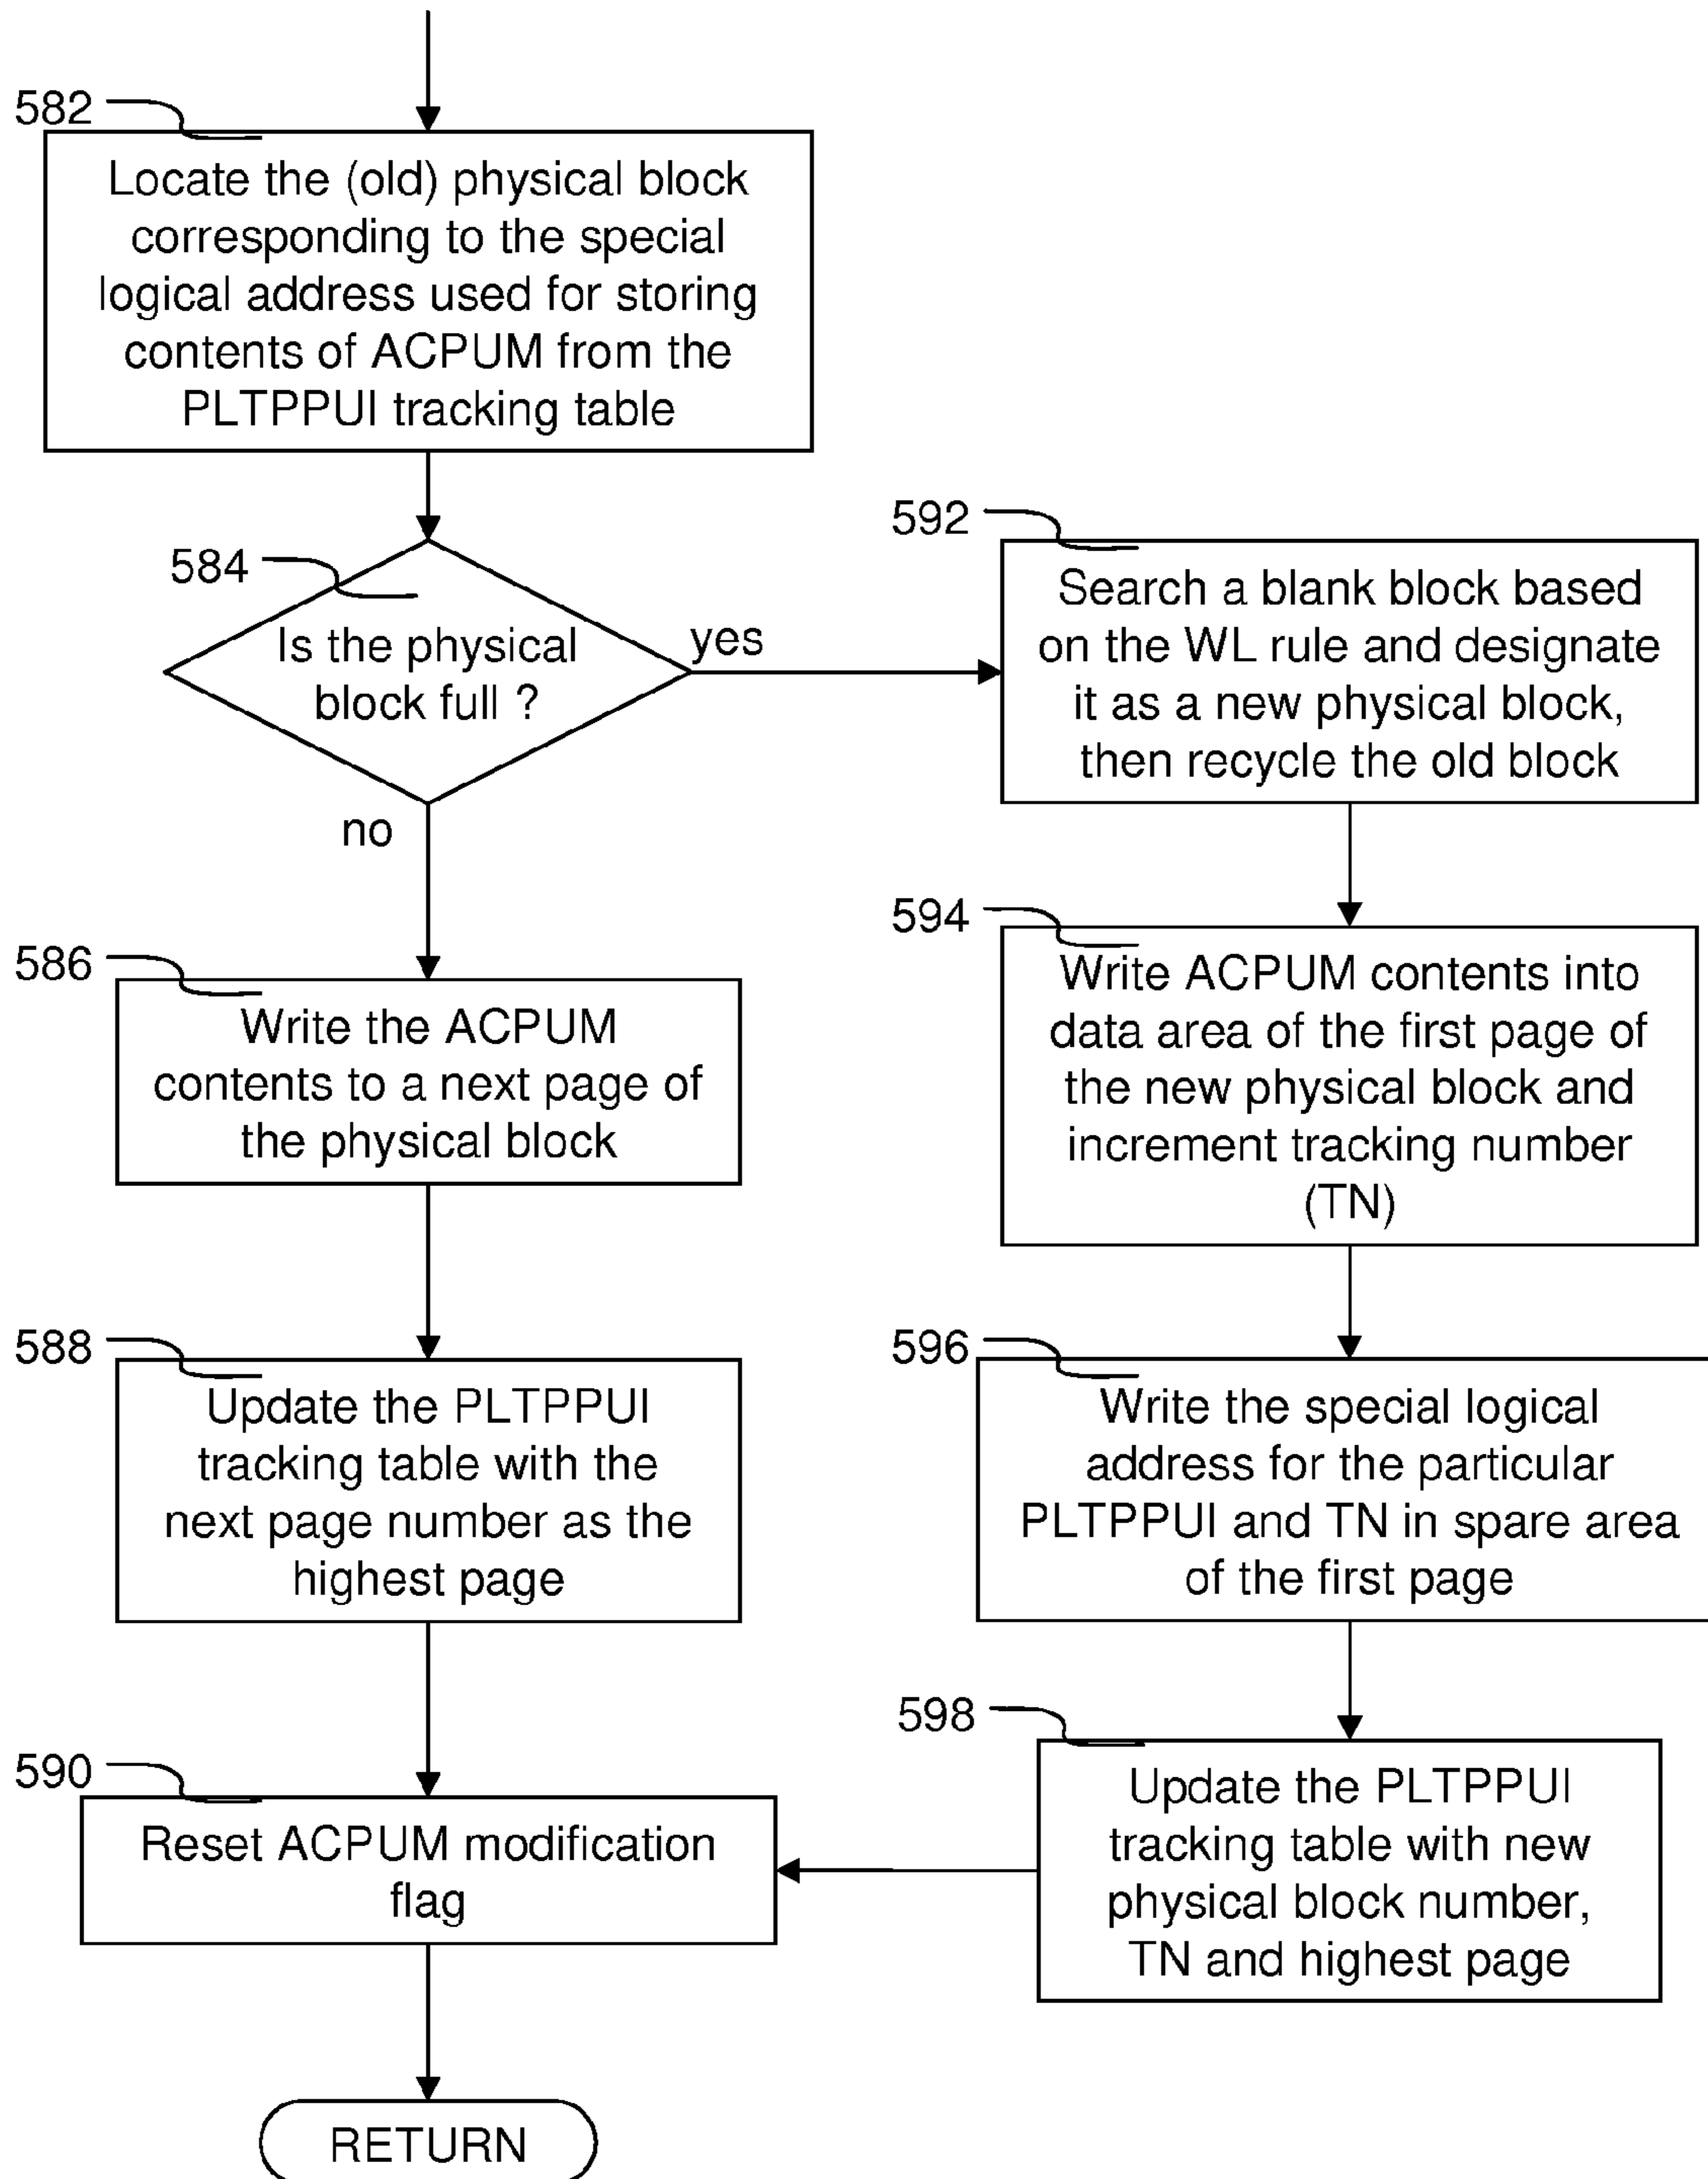 582
Locate the (old) physical block
corresponding to the special
logical address used for storing
contents of ACPUM from the
PLTPPUI tracking table
584
Is the physical
block full ?
yes
no
586
Write the ACPUM
contents to a next page of
the physical block
588
Update the PLTPPUI
tracking table with the
next page number as the
highest page
590
Reset ACPUM modification
flag
RETURN
592
Search a blank block based
on the WL rule and designate
it as a new physical block,
then recycle the old block
594
Write ACPUM contents into
data area of the first page of
the new physical block and
increment tracking number
(TN)
596
Write the special logical
address for the particular
PLTPPUI and TN in spare area
of the first page
598
Update the PLTPPUI
tracking table with new
physical block number,
TN and highest page